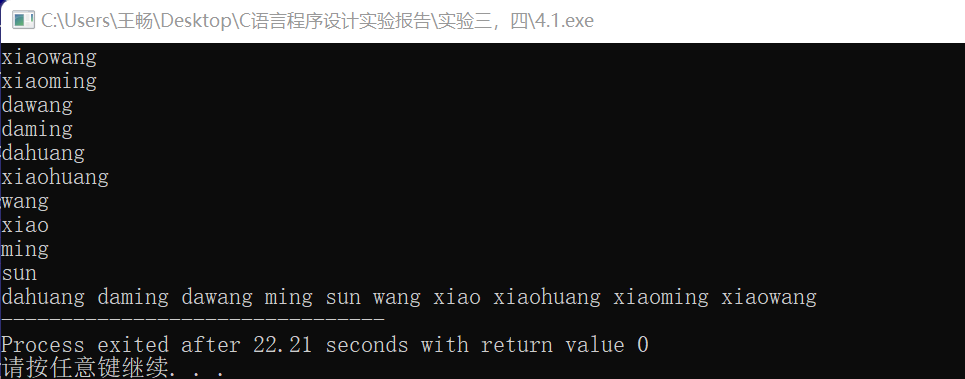 C:\Users\王畅\Desktop\C语言程序设计实验报告\实验三，四\4.1.exe
xiaowang
xiaoming
dawang
daming
dahuang
xiaohuang
wang
xiao
ming
sun
dahuang daming dawang ming sun wang xiao xiaohuang xiaoming xiaowang
--------------------------------
Process exited after 22.21 seconds with return value 0
请按任意键继续. . .